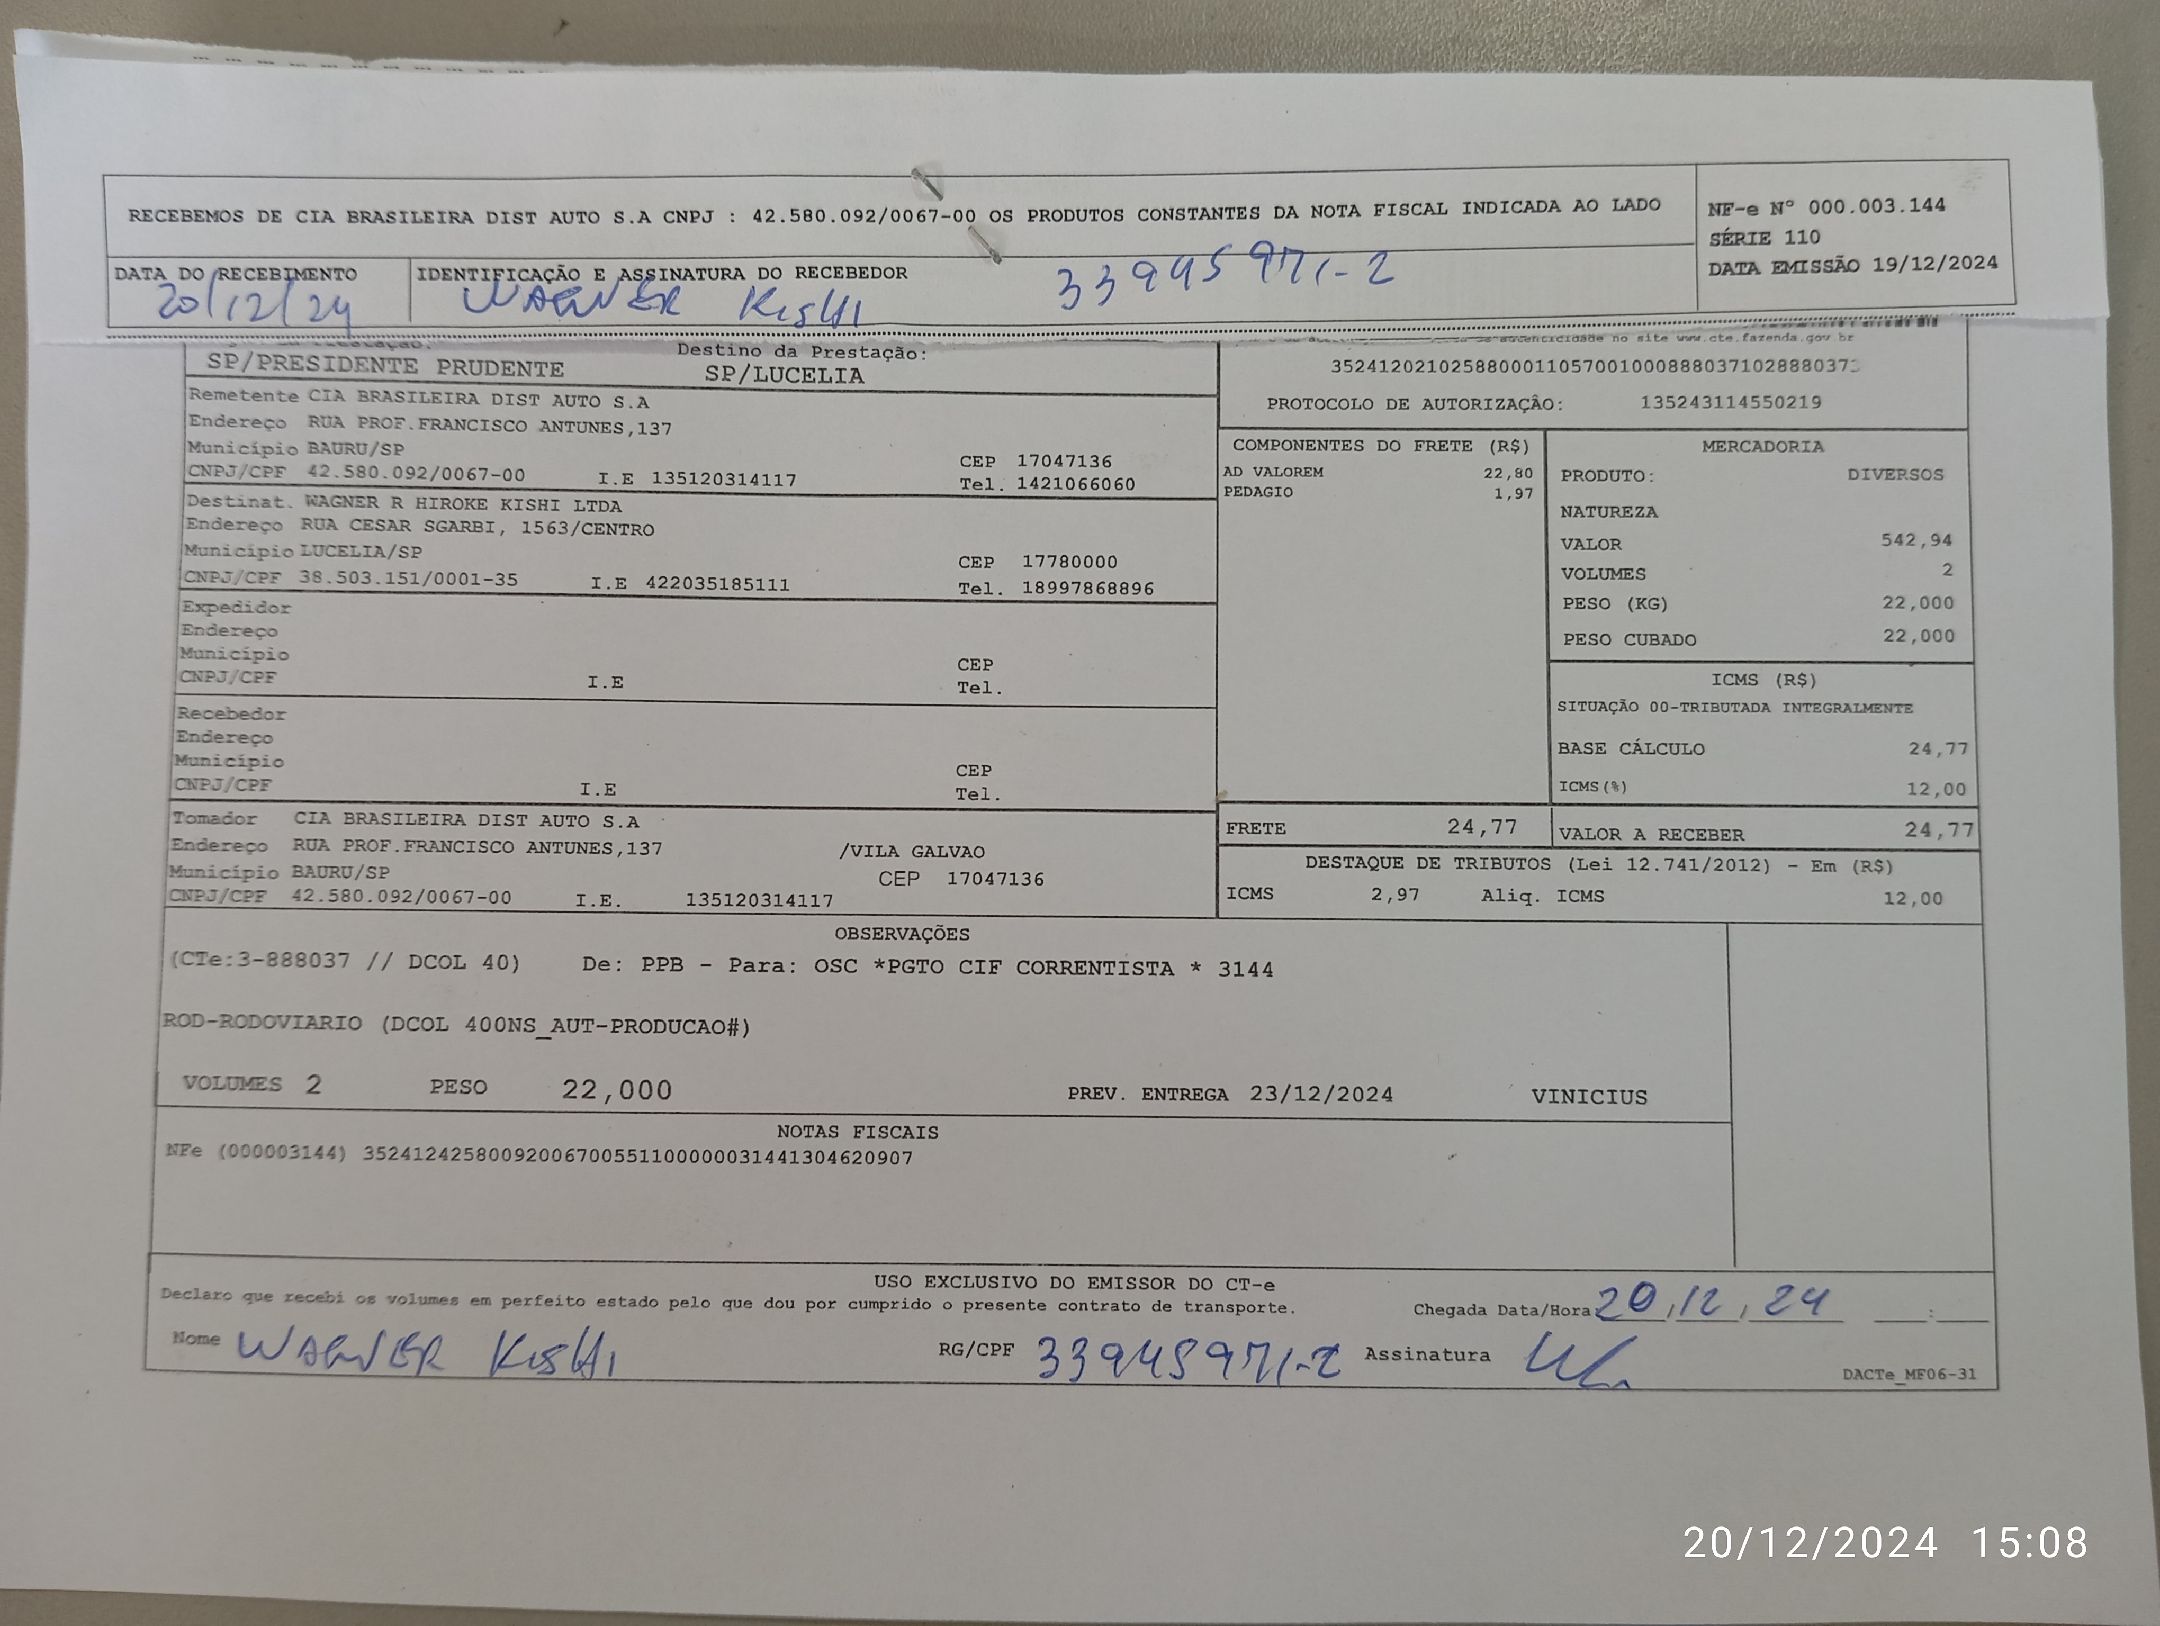 RECEBEMOS DE CIA BRASILEIRA DIST AUTO S.A CNPJ : 42.580.092/0067-00 OS PRODUTOS CONSTANTES DA NOTA FISCAL INDICADA AO LADO
NF-e Nº 000.003.144
SÉRIE 110
DATA EMISSÃO 19/12/2024
DATA DO RECEBIMENTO
20/12/24
IDENTIFICAÇÃO E ASSINATURA DO RECEBEDOR
WAGNER KISHI 33945971-2
SP/PRESIDENTE PRUDENTE
Destino da Prestação:
SP/LUCELIA
autenticidade no site www.cte.fazenda.gov.br
PROTOCOLO DE AUTORIZAÇÂO: 135243114550219
Remetente CIA BRASILEIRA DIST AUTO S.A
Endereço RUA PROF.FRANCISCO ANTUNES,137
Município BAURU/SP CEP 17047136
CNPJ/CPF 42.580.092/0067-00 I.E 135120314117 Tel. 1421066060
Destinat. WAGNER R HIROKE KISHI LTDA
Endereço RUA CESAR SGARBI, 1563/CENTRO
Município LUCELIA/SP CEP 17780000
CNPJ/CPF 38.503.151/0001-35 I.E 422035185111 Tel. 18997868896
Expedidor
Endereço
Município CEP
CNPJ/CPF I.E Tel.
Recebedor
Endereço
Município CEP
CNPJ/CPF I.E Tel.
Tomador CIA BRASILEIRA DIST AUTO S.A
Endereço RUA PROF.FRANCISCO ANTUNES,137 /VILA GALVAO
Município BAURU/SP CEP 17047136
CNPJ/CPF 42.580.092/0067-00 I.E. 135120314117
COMPONENTES DO FRETE (R$)
AD VALOREM 22,80
PEDAGIO 1,97
MERCADORIA
PRODUTO: DIVERSOS
NATUREZA
VALOR 542,94
VOLUMES 2
PESO (KG) 22,000
PESO CUBADO 22,000
ICMS (R$)
SITUAÇÃO 00-TRIBUTADA INTEGRALMENTE
BASE CÁLCULO 24,77
ICMS(%) 12,00
FRETE 24,77
VALOR A RECEBER 24,77
DESTAQUE DE TRIBUTOS (Lei 12.741/2012) - Em (R$)
ICMS 2,97 Aliq. ICMS 12,00
OBSERVAÇÕES
(CTe:3-888037 // DCOL 40) De: PPB - Para: OSC *PGTO CIF CORRENTISTA * 3144
ROD-RODOVIARIO (DCOL 400NS_AUT-PRODUCAO#)
VOLUMES 2 PESO 22,000 PREV. ENTREGA 23/12/2024 VINICIUS
NOTAS FISCAIS
NFe (000003144) 35241242580092006700551100000031441304620907
USO EXCLUSIVO DO EMISSOR DO CT-e
Declaro que recebi os volumes em perfeito estado pelo que dou por cumprido o presente contrato de transporte.
Chegada Data/Hora 20,12,24 :
Nome WAGNER KISHI RG/CPF 33945971-2 Assinatura
DACTe_MF06-31
20/12/2024 15:08